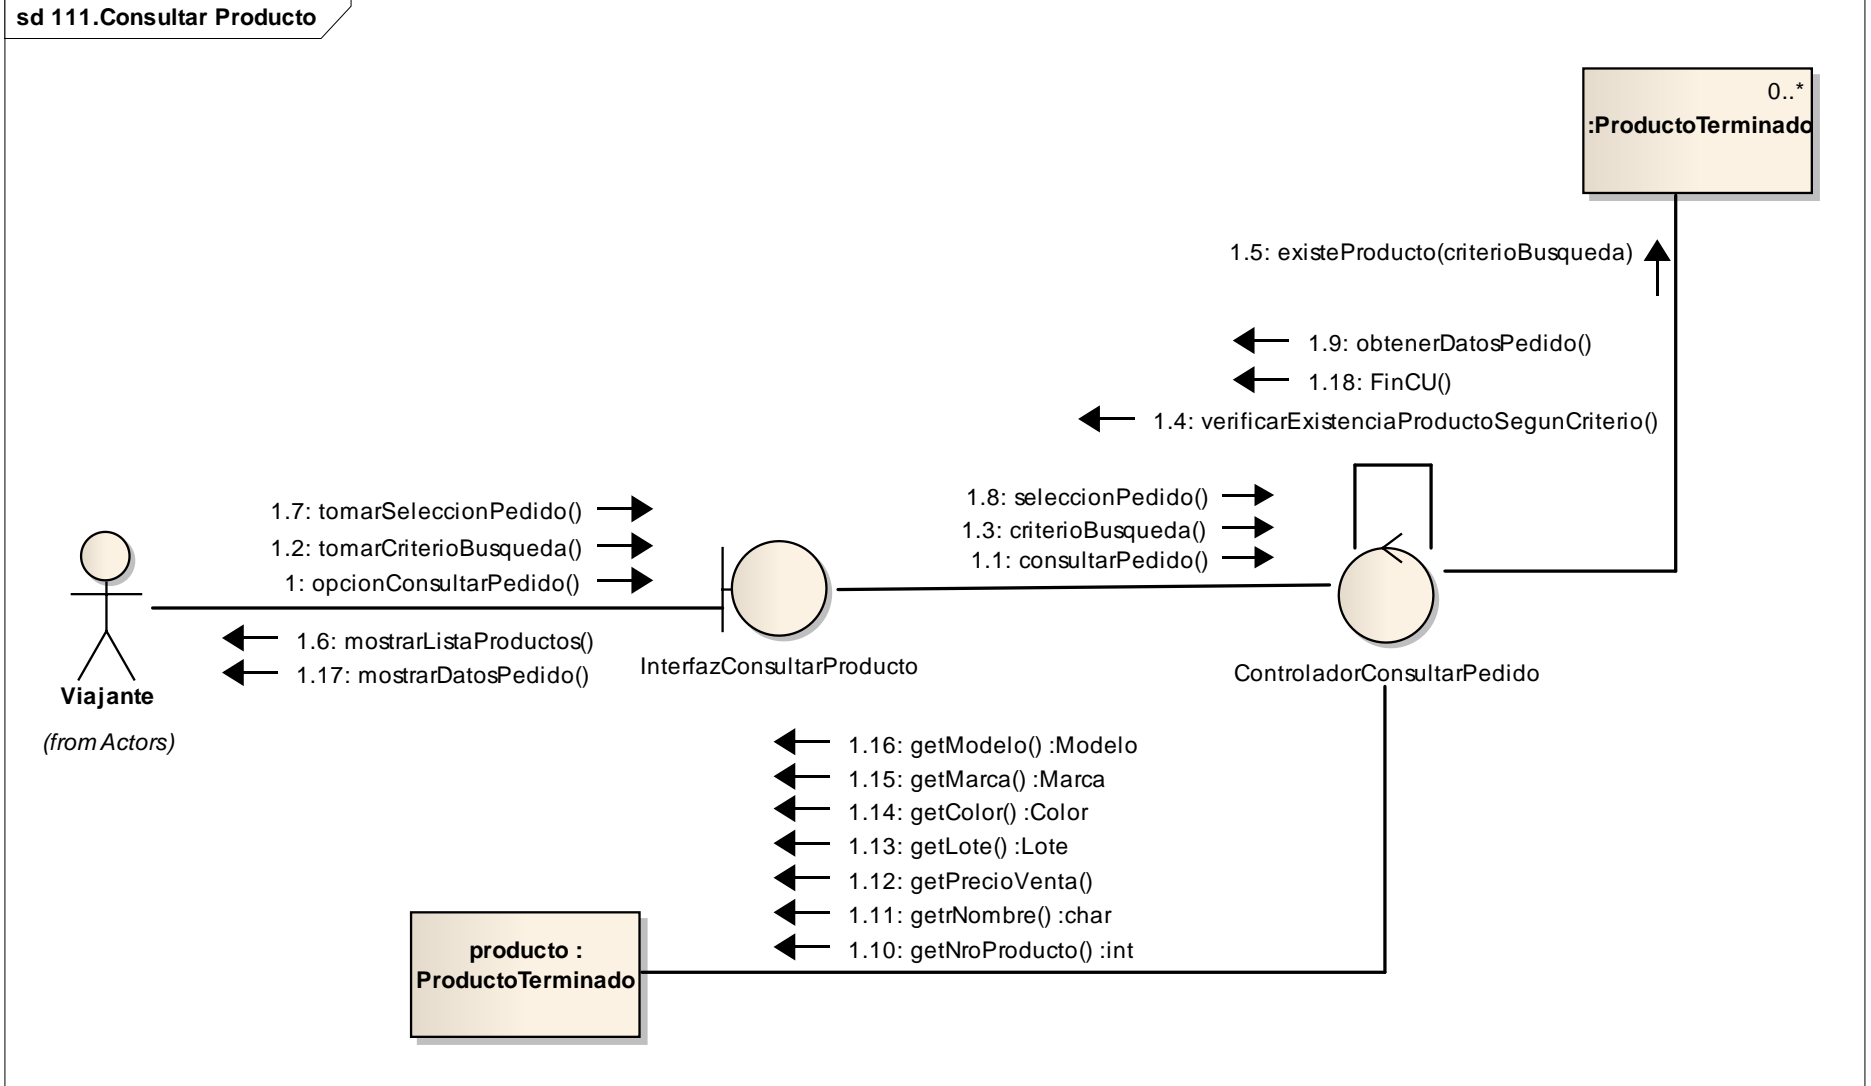 sd 111.Consultar Producto
0..*
:ProductoTerminado
1.5: existeProducto(criterioBusqueda)
1.9: obtenerDatosPedido()
1.18: FinCU()
1.4: verificarExistenciaProductoSegunCriterio()
1.7: tomarSeleccionPedido()
1.2: tomarCriterioBusqueda()
1: opcionConsultarPedido()
1.8: seleccionPedido()
1.3: criterioBusqueda()
1.1: consultarPedido()
1.6: mostrarListaProductos()
1.17: mostrarDatosPedido()
InterfazConsultarProducto
ControladorConsultarPedido
Viajante
(from Actors)
1.16: getModelo() :Modelo
1.15: getMarca() :Marca
1.14: getColor() :Color
1.13: getLote() :Lote
1.12: getPrecioVenta()
1.11: getrNombre() :char
1.10: getNroProducto() :int
producto :
ProductoTerminado